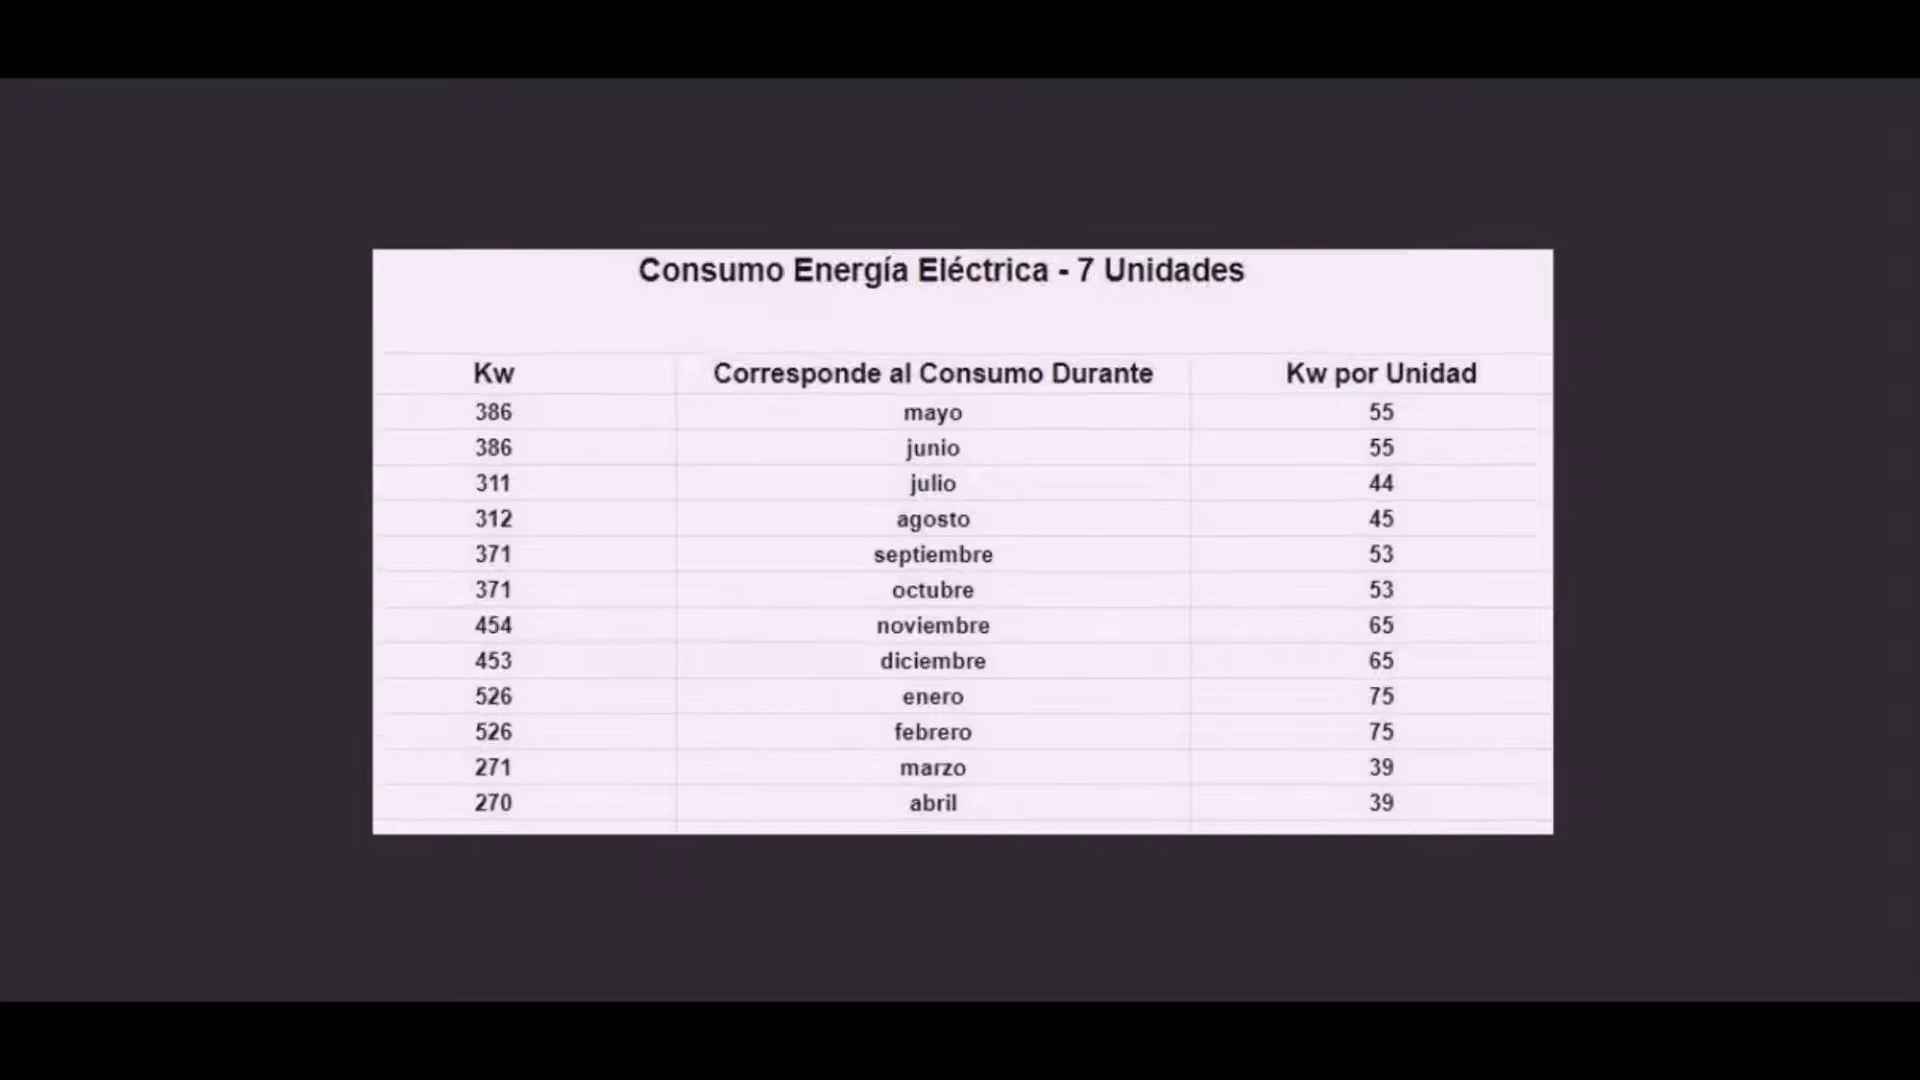 Consumo Energía Eléctrica - 7 Unidades
Kw Corresponde al Consumo Durante Kw por Unidad
386 mayo 55
386 junio 55
311 julio 44
312 agosto 45
371 septiembre 53
371 octubre 53
454 noviembre 65
453 diciembre 65
526 enero 75
526 febrero 75
271 marzo 39
270 abril 39